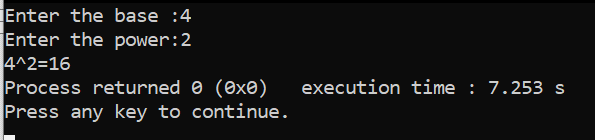 Enter the base :4
Enter the power:2
4^2=16
Process returned 0 (0x0)   execution time : 7.253 s
Press any key to continue.